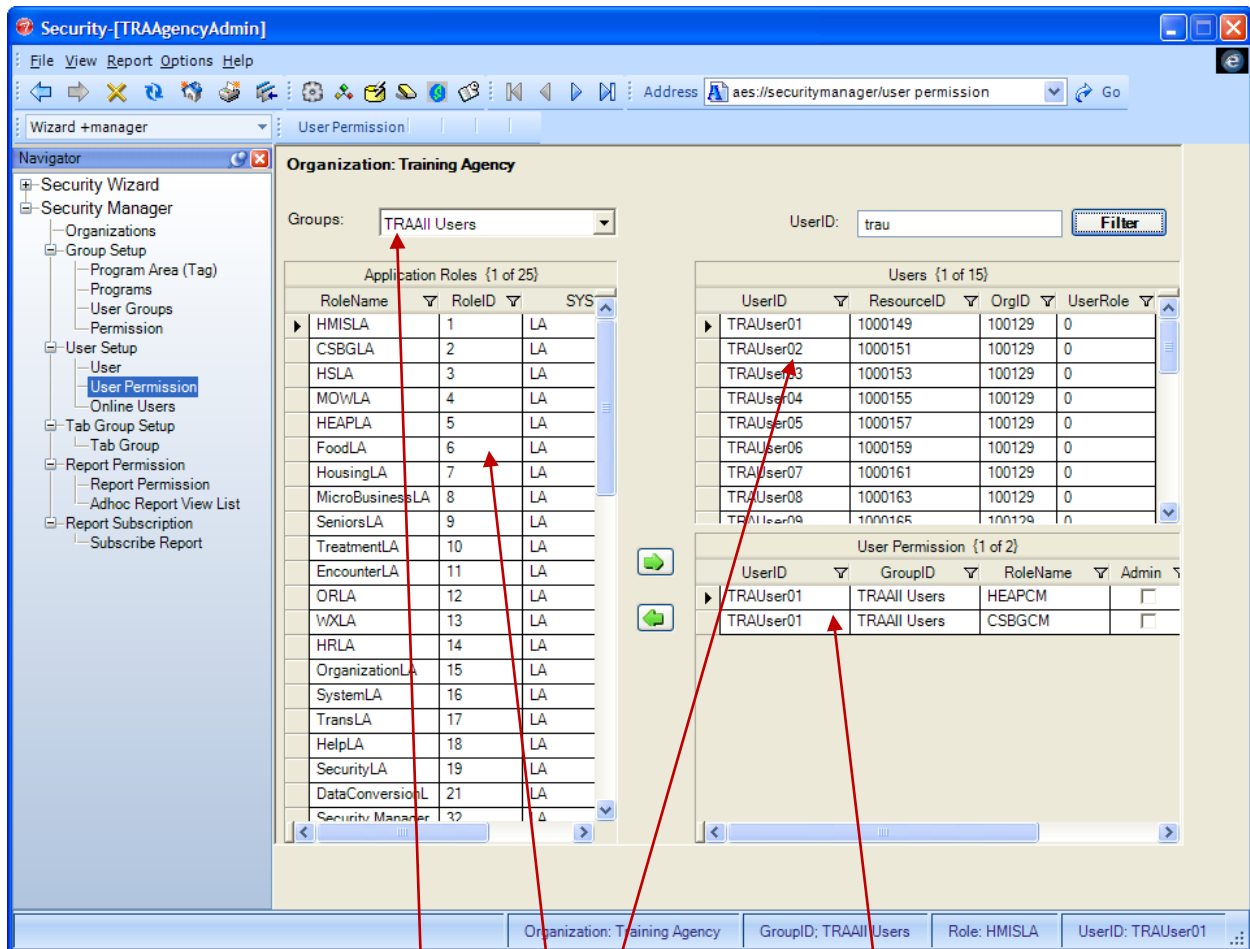 Security-[TRAAgencyAdmin]
File View Report Options Help
Address aes://securitymanager/user permission Go
Wizard +manager User Permission
Navigator
Security Wizard
Security Manager
Organizations
Group Setup
Program Area (Tag)
Programs
User Groups
Permission
User Setup
User
User Permission
Online Users
Tab Group Setup
Tab Group
Report Permission
Report Permission
Adhoc Report View List
Report Subscription
Subscribe Report
Organization: Training Agency
Groups: TRAAll Users
UserID: trau Filter
Application Roles {1 of 25}
RoleName RoleID SYS
HMISLA 1 LA
CSBGLA 2 LA
HSLA 3 LA
MOWLA 4 LA
HEAPLA 5 LA
FoodLA 6 LA
HousingLA 7 LA
MicroBusinessLA 8 LA
SeniorsLA 9 LA
TreatmentLA 10 LA
EncounterLA 11 LA
ORLA 12 LA
WXLA 13 LA
HRLA 14 LA
OrganizationLA 15 LA
SystemLA 16 LA
TransLA 17 LA
HelpLA 18 LA
SecurityLA 19 LA
DataConversionL 21 LA
Security Manager 32 LA
Users {1 of 15}
UserID ResourceID OrgID UserRole
TRAUser01 1000149 100129 0
TRAUser02 1000151 100129 0
TRAUser03 1000153 100129 0
TRAUser04 1000155 100129 0
TRAUser05 1000157 100129 0
TRAUser06 1000159 100129 0
TRAUser07 1000161 100129 0
TRAUser08 1000163 100129 0
TRAUser09 1000165 100129 0
User Permission {1 of 2}
UserID GroupID RoleName Admin
TRAUser01 TRAAll Users HEAPCM
TRAUser01 TRAAll Users CSBGCM
Organization: Training Agency GroupID; TRAAll Users Role: HMISLA UserID: TRAUser01